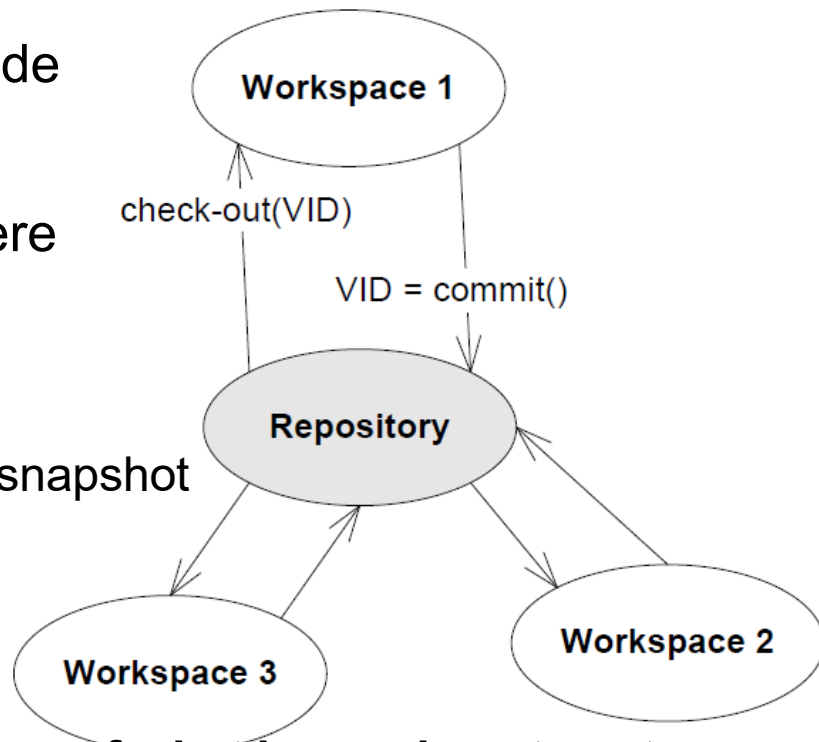 de
Workspace 1
check-out(VID)
ere
VID = commit()
Repository
snapshot
Workspace 2
Workspace 3